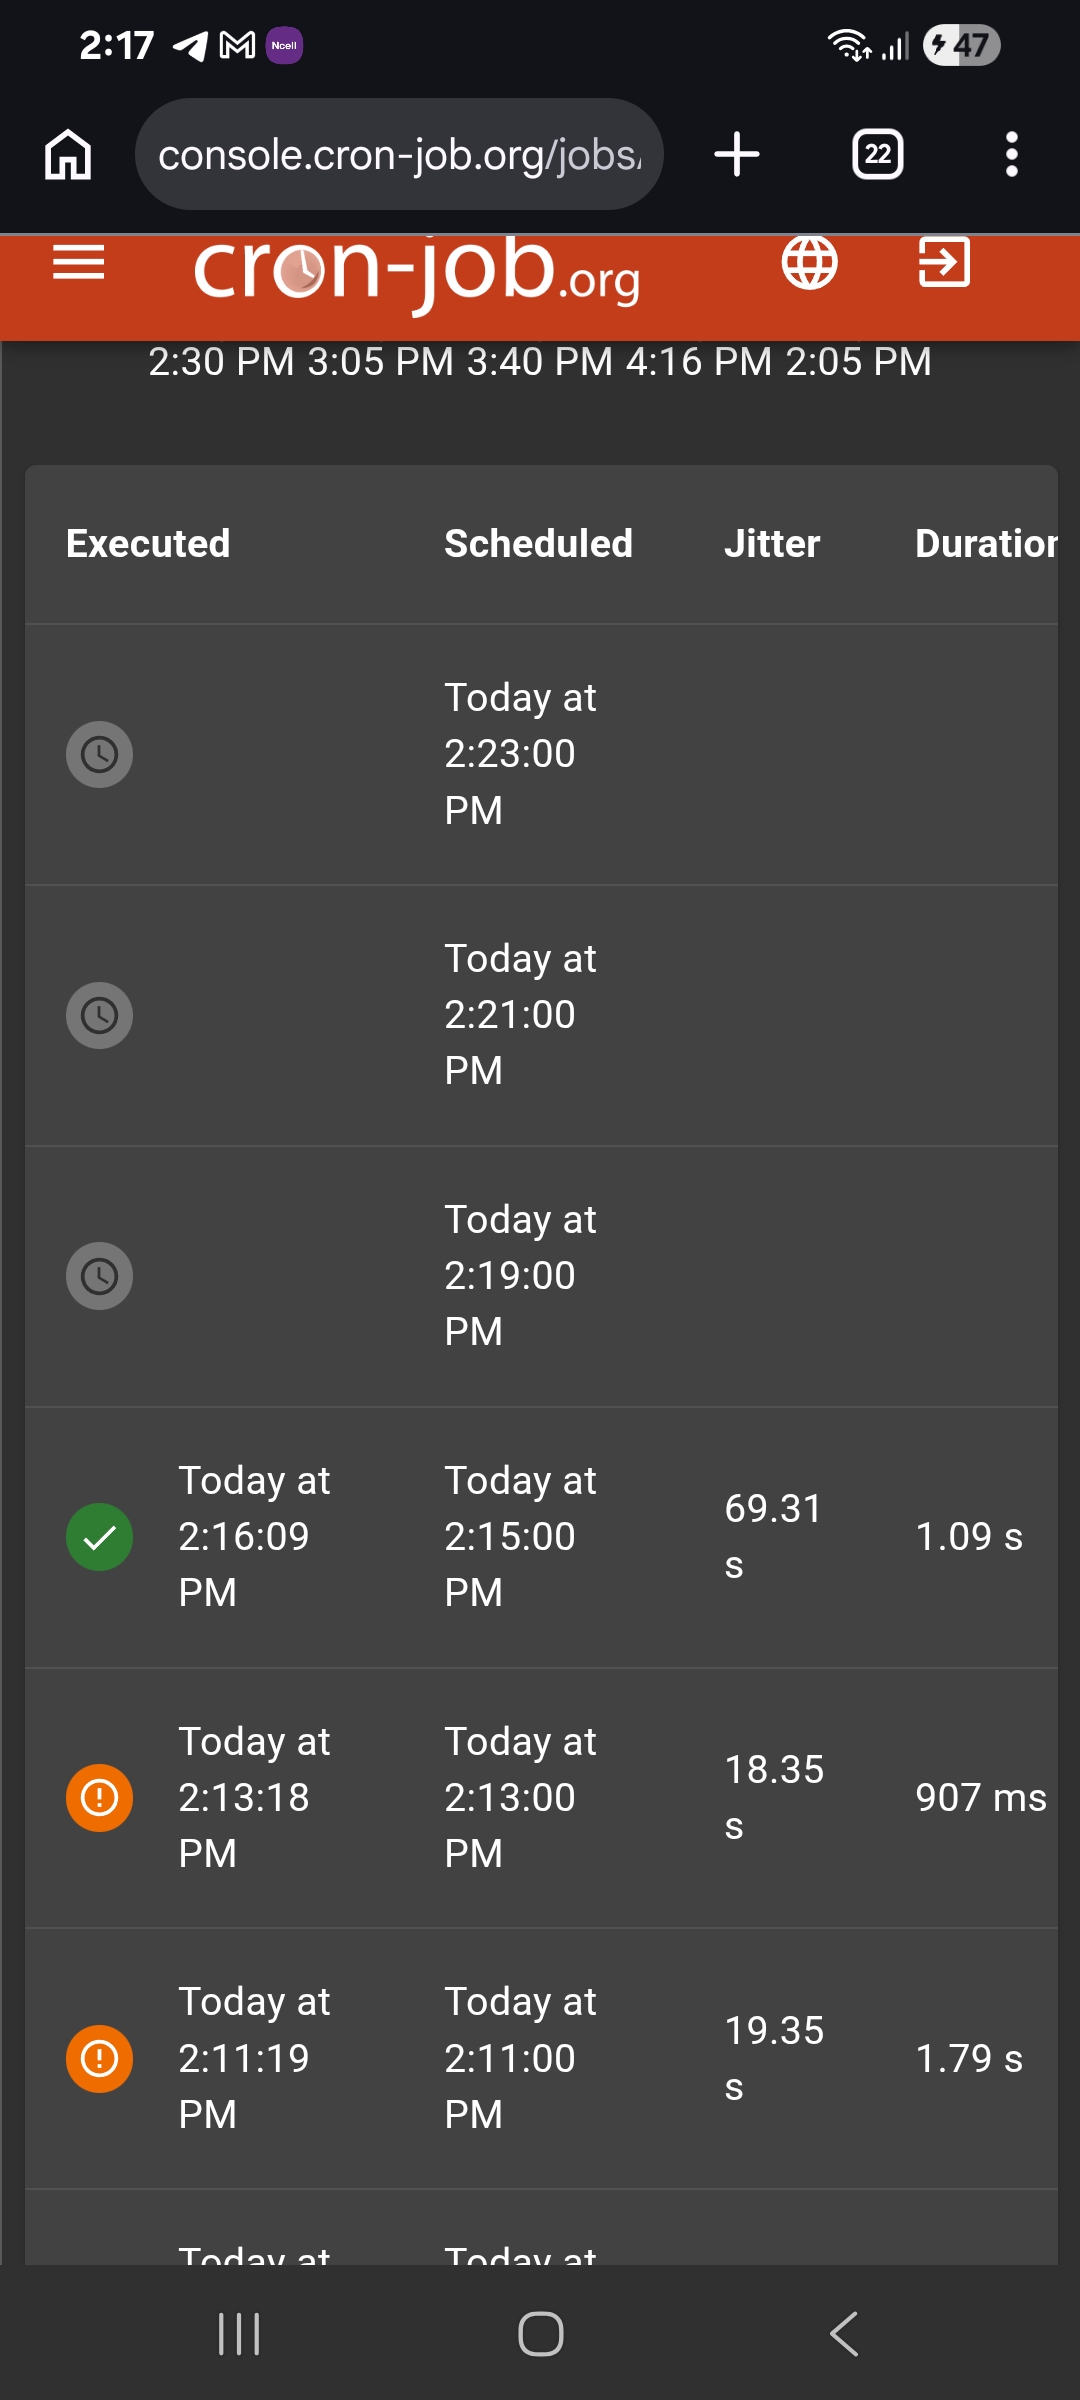 2:17
Ncell
47
console.cron-job.org/jobs
22
cron-job.org
2:30 PM 3:05 PM 3:40 PM 4:16 PM 2:05 PM
Executed Scheduled Jitter Duration
Today at
2:23:00
PM
Today at
2:21:00
PM
Today at
2:19:00
PM
Today at
2:16:09
PM
Today at
2:15:00
PM
69.31
s
1.09 s
Today at
2:13:18
PM
Today at
2:13:00
PM
18.35
s
907 ms
Today at
2:11:19
PM
Today at
2:11:00
PM
19.35
s
1.79 s
Today at
Today at